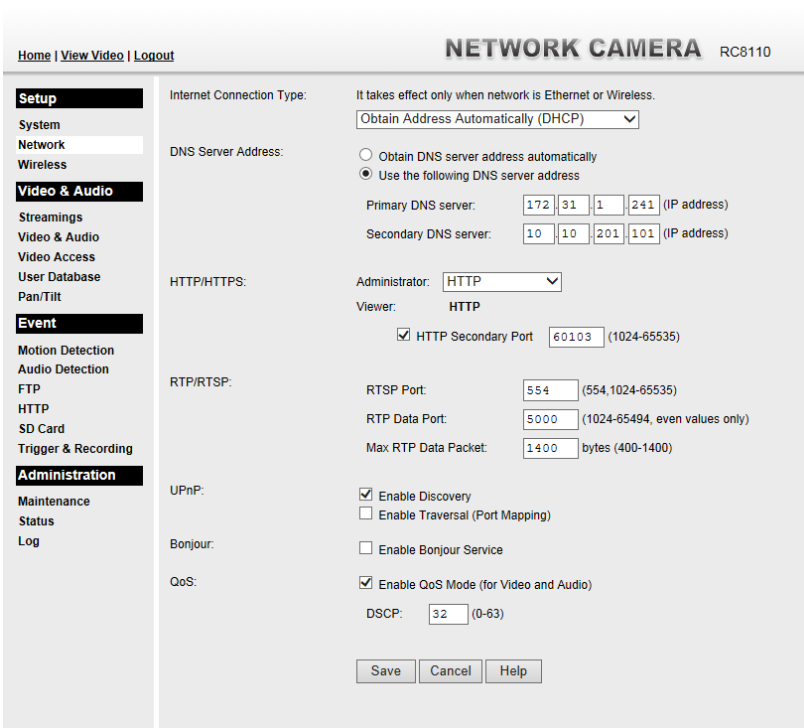 Home | View Video | Logout
NETWORK CAMERA RC8110
Setup
System
Network
Wireless
Video & Audio
Streamings
Video & Audio
Video Access
User Database
Pan/Tilt
Event
Motion Detection
Audio Detection
FTP
HTTP
SD Card
Trigger & Recording
Administration
Maintenance
Status
Log
Internet Connection Type: It takes effect only when network is Ethernet or Wireless.
Obtain Address Automatically (DHCP)
DNS Server Address: Obtain DNS server address automatically
Use the following DNS server address
Primary DNS server: 172.31.1.241 (IP address)
Secondary DNS server: 10.10.201.101 (IP address)
HTTP/HTTPS: Administrator: HTTP
Viewer: HTTP
HTTP Secondary Port 60103 (1024-65535)
RTP/RTSP: RTSP Port: 554 (554,1024-65535)
RTP Data Port: 5000 (1024-65494, even values only)
Max RTP Data Packet: 1400 bytes (400-1400)
UPnP: Enable Discovery
Enable Traversal (Port Mapping)
Bonjour: Enable Bonjour Service
QoS: Enable QoS Mode (for Video and Audio)
DSCP: 32 (0-63)
Save Cancel Help